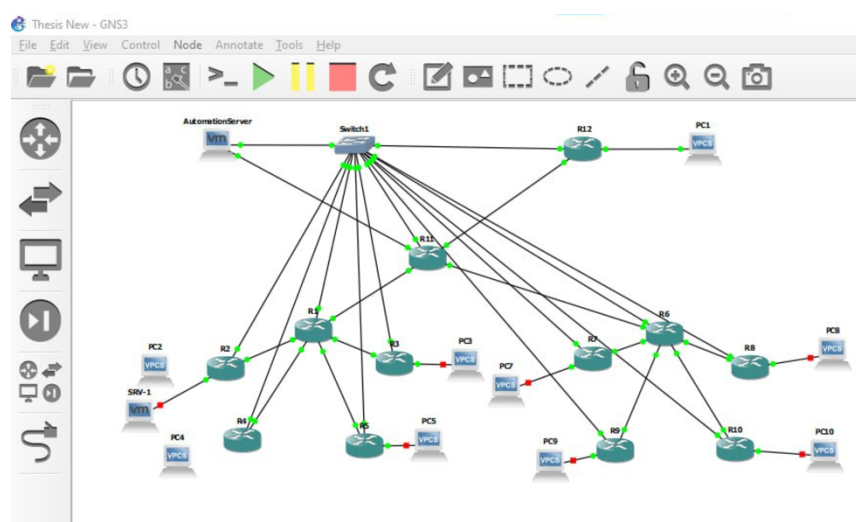 Thesis New - GNS3
File Edit View Control Node Annotate Tools Help
AutomationServer
Switch1
R12
PC1
vm
VPCS
R11
R1
R6
PC2
R2
R3
PC3
R7
R8
PC8
VPCS
VPCS
PC7
VPCS
VPCS
SRV-1
vm
R4
R5
PC5
VPCS
PC4
VPCS
PC9
VPCS
R9
R10
PC10
VPCS